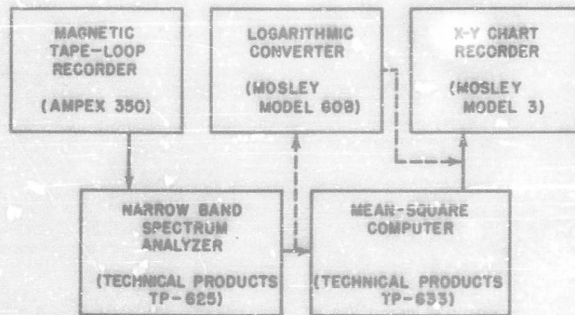 MAGNETIC
TAPE-LOOP
RECORDER
(AMPEX 350)
LOGARITHMIC
CONVERTER
(MOSLEY
MODEL 60B)
X-Y CHART
RECORDER
(MOSLEY
MODEL 3)
NARROW BAND
SPECTRUM
ANALYZER
(TECHNICAL PRODUCTS
TP-625)
MEAN-SQUARE
COMPUTER
(TECHNICAL PRODUCTS
TP-633)